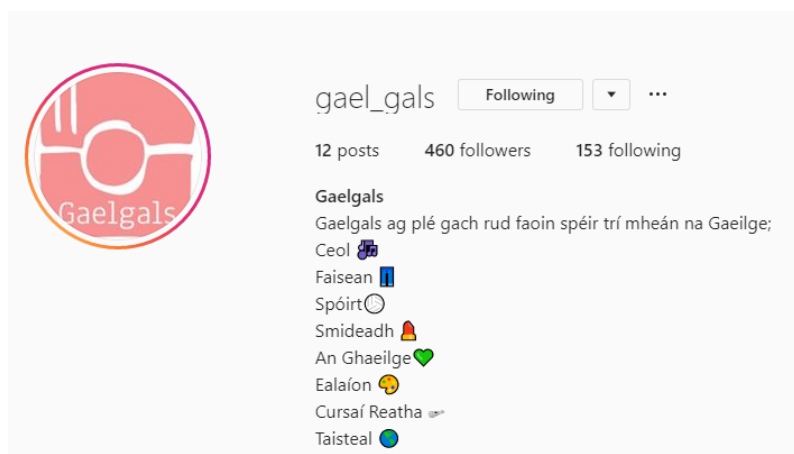 Gaelgals
gael_gals Following
12 posts 460 followers 153 following
Gaelgals
Gaelgals ag plé gach rud faoin spéir trí mheán na Gaeilge;
Ceol
Faisean
Spóirt
Smideadh
An Ghaeilge
Ealaíon
Cursaí Reatha
Taisteal